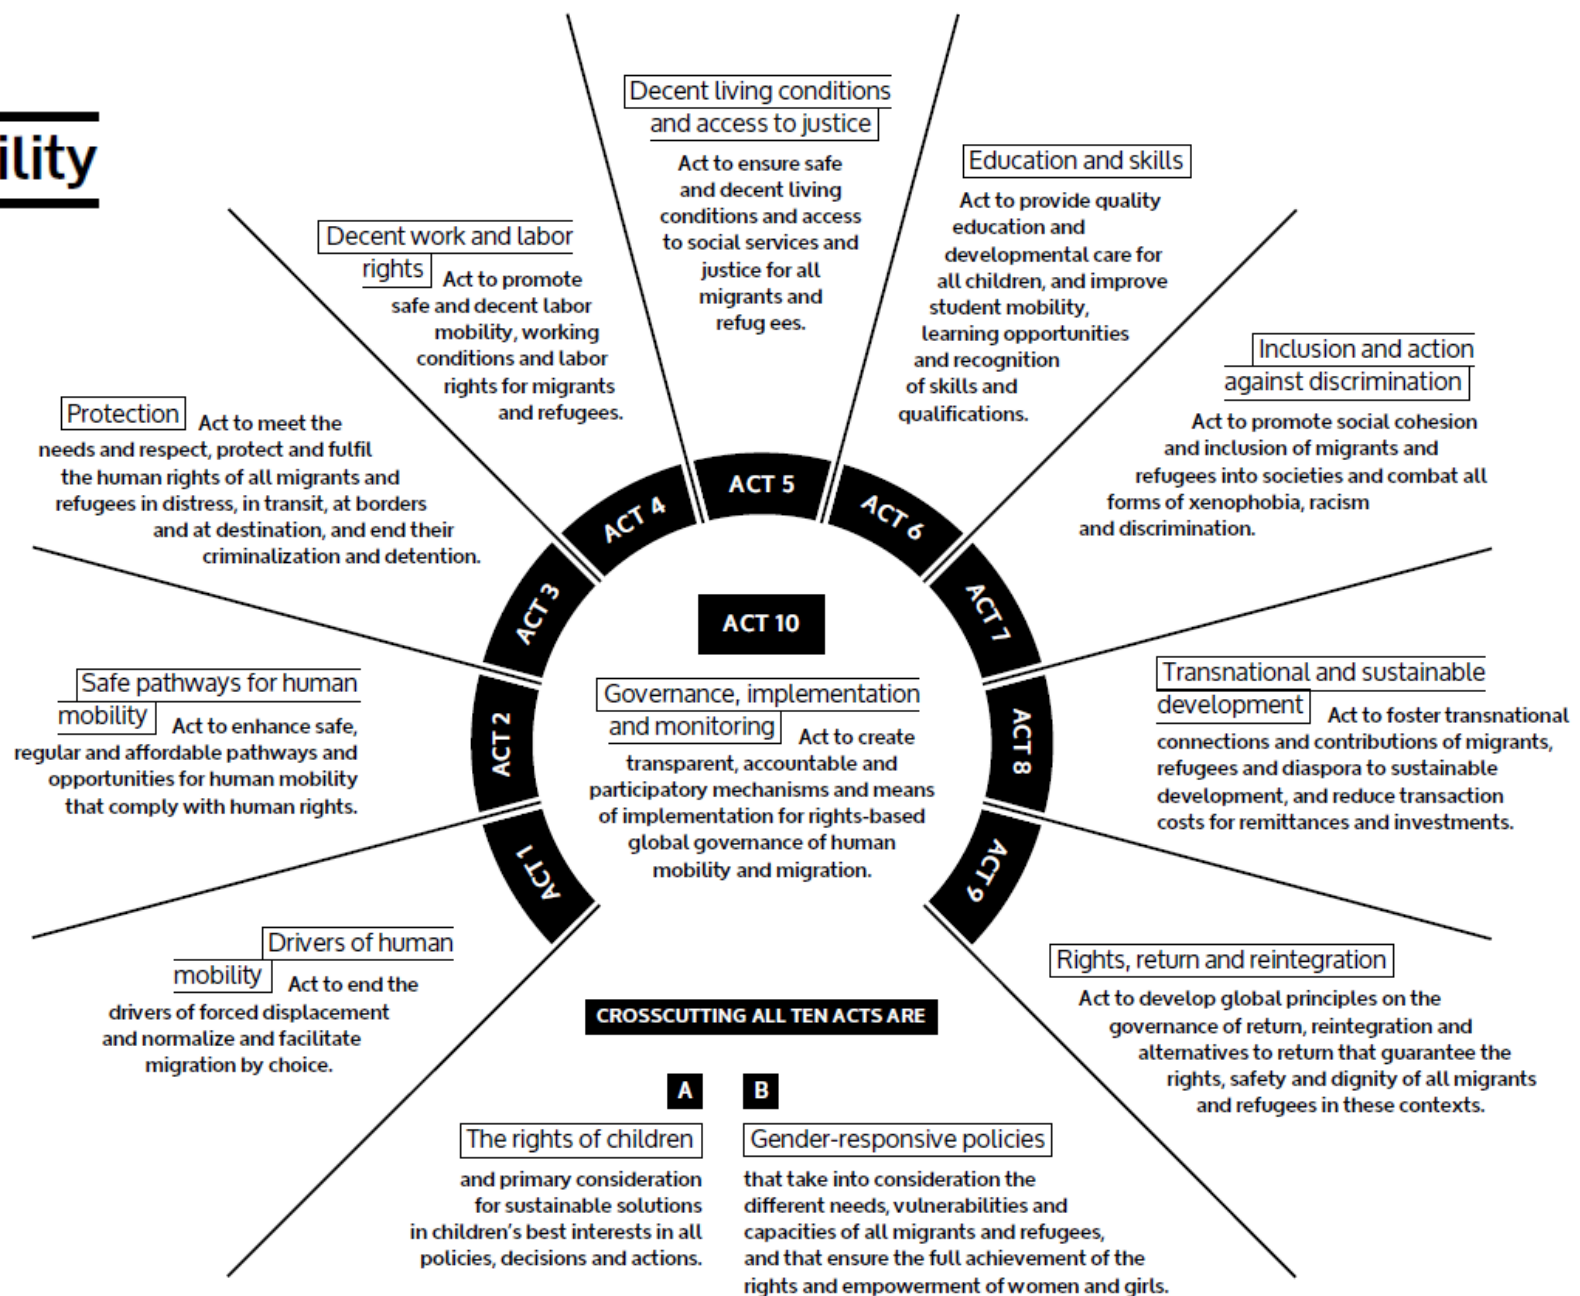 ility
Decent living conditions
and access to justice
Act to ensure safe
and decent living
conditions and access
to social services and
justice for all
migrants and
refug ees.
Education and skills
Act to provide quality
education and
developmental care for
all children, and improve
student mobility,
learning opportunities
and recognition
of skills and
qualifications.
Decent work and labor
rights Act to promote
safe and decent labor
mobility, working
conditions and labor
rights for migrants
and refugees.
Inclusion and action
against discrimination
Act to promote social cohesion
and inclusion of migrants and
refugees into societies and combat all
forms of xenophobia, racism
and discrimination.
Protection Act to meet the
needs and respect, protect and fulfil
the human rights of all migrants and
refugees in distress, in transit, at borders
and at destination, and end their
criminalization and detention.
ACT 1
ACT 2
ACT 3
ACT 4
ACT 5
ACT 6
ACT 7
ACT 8
ACT 9
ACT 10
Governance, implementation
and monitoring Act to create
transparent, accountable and
participatory mechanisms and means
of implementation for rights-based
global governance of human
mobility and migration.
Safe pathways for human
mobility Act to enhance safe,
regular and affordable pathways and
opportunities for human mobility
that comply with human rights.
Transnational and sustainable
development Act to foster transnational
connections and contributions of migrants,
refugees and diaspora to sustainable
development, and reduce transaction
costs for remittances and investments.
Drivers of human
mobility Act to end the
drivers of forced displacement
and normalize and facilitate
migration by choice.
Rights, return and reintegration
Act to develop global principles on the
governance of return, reintegration and
alternatives to return that guarantee the
rights, safety and dignity of all migrants
and refugees in these contexts.
CROSSCUTTING ALL TEN ACTS ARE
A
The rights of children
and primary consideration
for sustainable solutions
in children's best interests in all
policies, decisions and actions.
B
Gender-responsive policies
that take into consideration the
different needs, vulnerabilities and
capacities of all migrants and refugees,
and that ensure the full achievement of the
rights and empowerment of women and girls.